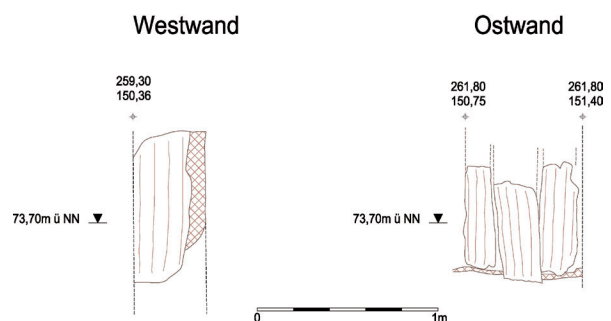 Westwand
Ostwand
259,30
150,36
261,80
150,75
261,80
151,40
73,70m ü NN
73,70m ü NN
0
1m